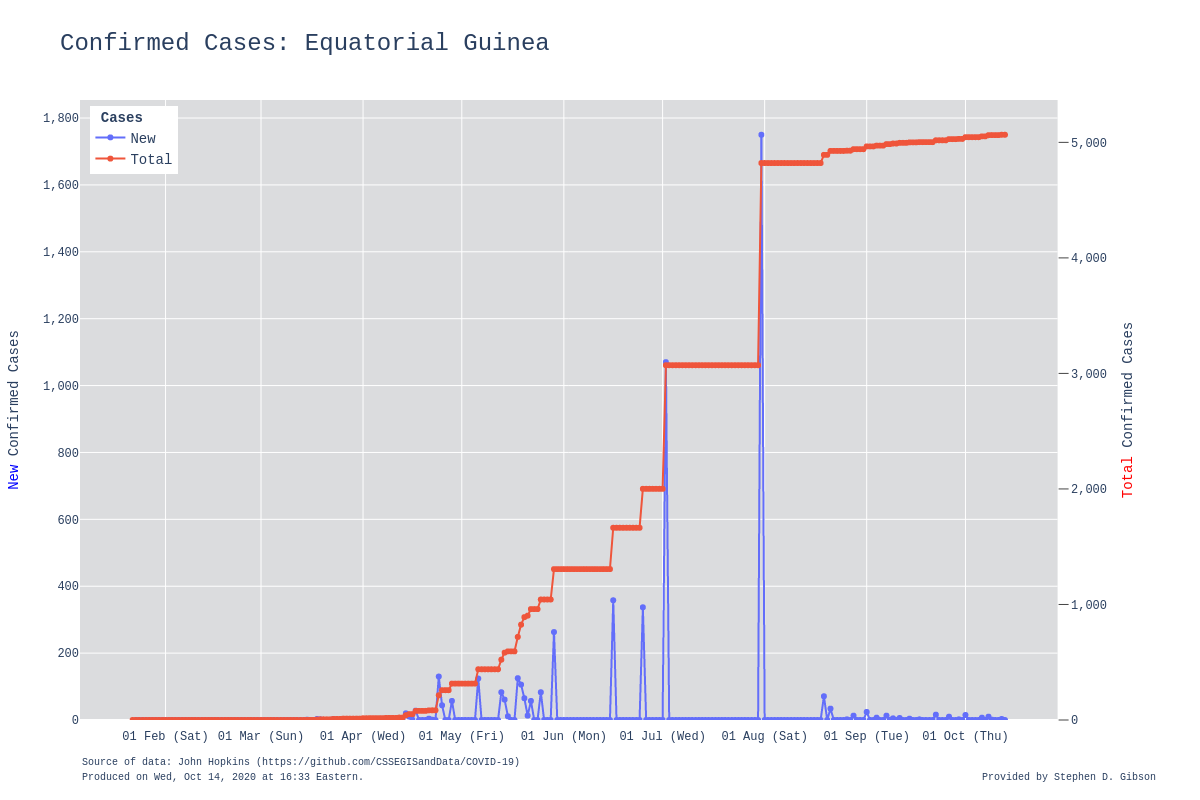 Confirmed Cases: Equatorial Guinea
Cases
New
Total
1,800
1,600
1,400
1,200
1,000
800
600
400
200
0
New Confirmed Cases
5,000
4,000
3,000
2,000
1,000
0
Total Confirmed Cases
01 Feb (Sat) 01 Mar (Sun) 01 Apr (Wed) 01 May (Fri) 01 Jun (Mon) 01 Jul (Wed) 01 Aug (Sat) 01 Sep (Tue) 01 Oct (Thu)
Source of data: John Hopkins (https://github.com/CSSEGISandData/COVID-19)
Produced on Wed, Oct 14, 2020 at 16:33 Eastern.
Provided by Stephen D. Gibson